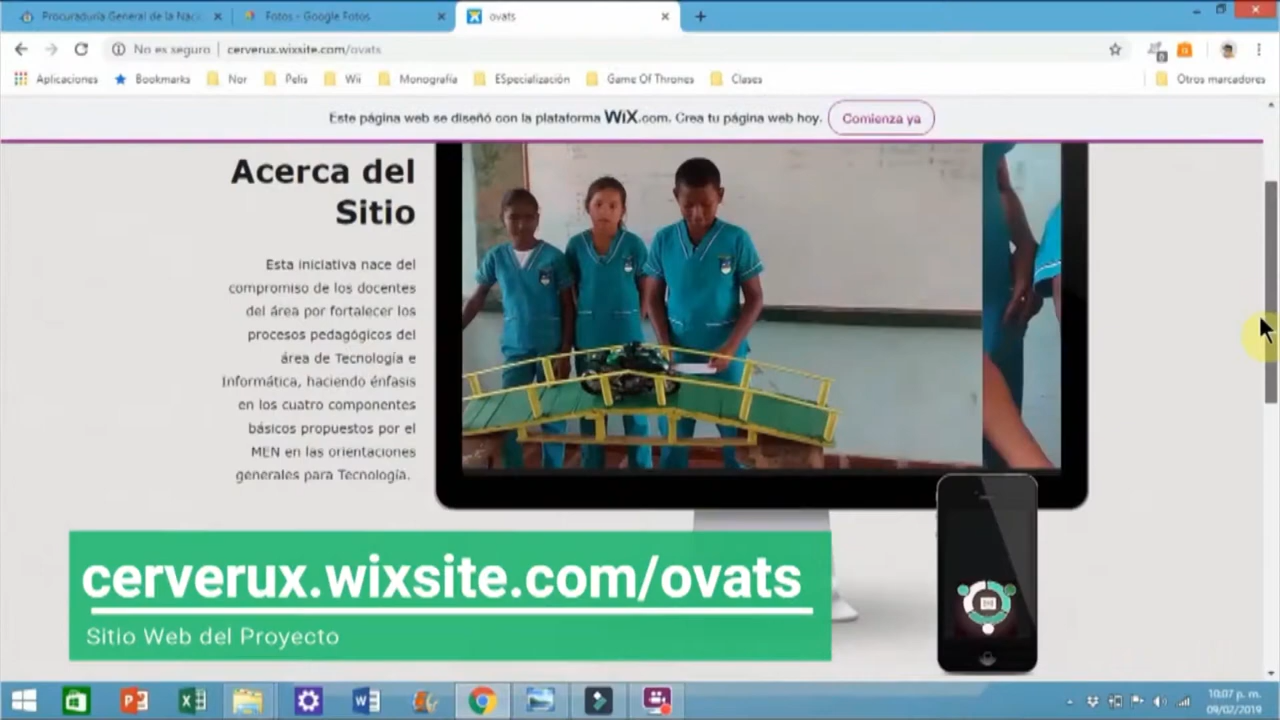 Procuraduría General de la Naci
Fotos - Google Fotos
ovats
No es seguro
cerverux.wixsite.com/ovats
Aplicaciones
Bookmarks
Nor
Pelis
Wii
Monografía
ESpecialización
Game Of Thrones
Clases
Otros marcadores
Este página web se diseñó con la plataforma WiX.com. Crea tu página web hoy.
Comienza ya
Acerca del
Sitio
Esta iniciativa nace del
compromiso de los docentes
del área por fortalecer los
procesos pedagógicos del
área de Tecnología e
Informática, haciendo énfasis
en los cuatro componentes
básicos propuestos por el
MEN en las orientaciones
generales para Tecnología.
cerverux.wixsite.com/ovats
Sitio Web del Proyecto
10:07 p. m.
09/02/2019